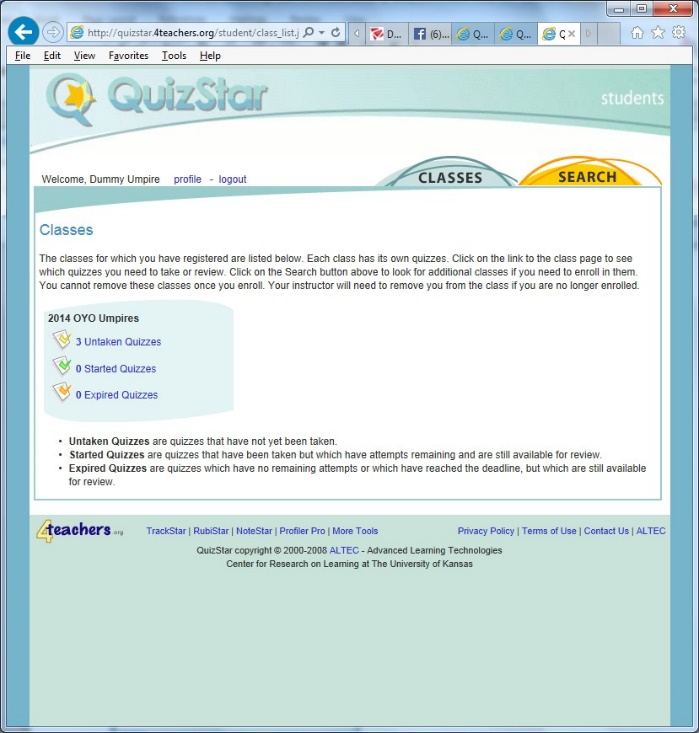 http://quizstar.4teachers.org/student/class_list.j
D...
(6)...
Q...
Q...
Q
File Edit View Favorites Tools Help
QuizStar
students
Welcome, Dummy Umpire profile - logout
CLASSES
SEARCH
Classes
The classes for which you have registered are listed below. Each class has its own quizzes. Click on the link to the class page to see
which quizzes you need to take or review. Click on the Search button above to look for additional classes if you need to enroll in them.
You cannot remove these classes once you enroll. Your instructor will need to remove you from the class if you are no longer enrolled.
2014 OYO Umpires
3 Untaken Quizzes
0 Started Quizzes
0 Expired Quizzes
• Untaken Quizzes are quizzes that have not yet been taken.
• Started Quizzes are quizzes that have been taken but which have attempts remaining and are still available for review.
• Expired Quizzes are quizzes which have no remaining attempts or which have reached the deadline, but which are still available
for review.
4teachers.org TrackStar | RubiStar | NoteStar | Profiler Pro | More Tools Privacy Policy | Terms of Use | Contact Us | ALTEC
QuizStar copyright © 2000-2008 ALTEC - Advanced Learning Technologies
Center for Research on Learning at The University of Kansas